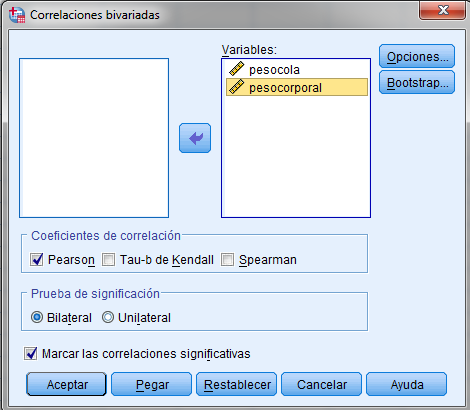 Correlaciones bivariadas
Variables:
pesocola
pesocorporal
Opciones...
Bootstrap...
Coeficientes de correlación
Pearson Tau-b de Kendall Spearman
Prueba de significación
Bilateral Unilateral
Marcar las correlaciones significativas
Aceptar Pegar Restablecer Cancelar Ayuda